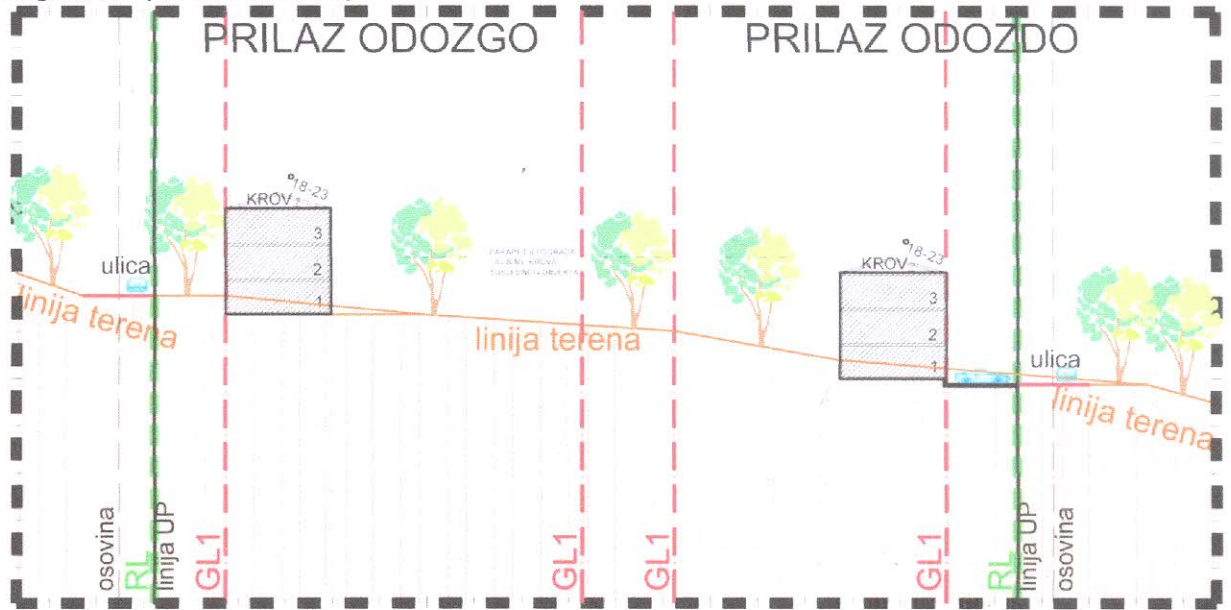 PRILAZ ODOZGO
PRILAZ ODOZDO
KROV
18-23
3
2
1
ulica
linija terena
linija terena
KROV
18-23
3
2
1
ulica
linija terena
osovina
RL
linija UP
GL1
GL1
GL1
GL1
RL
linija UP
osovina